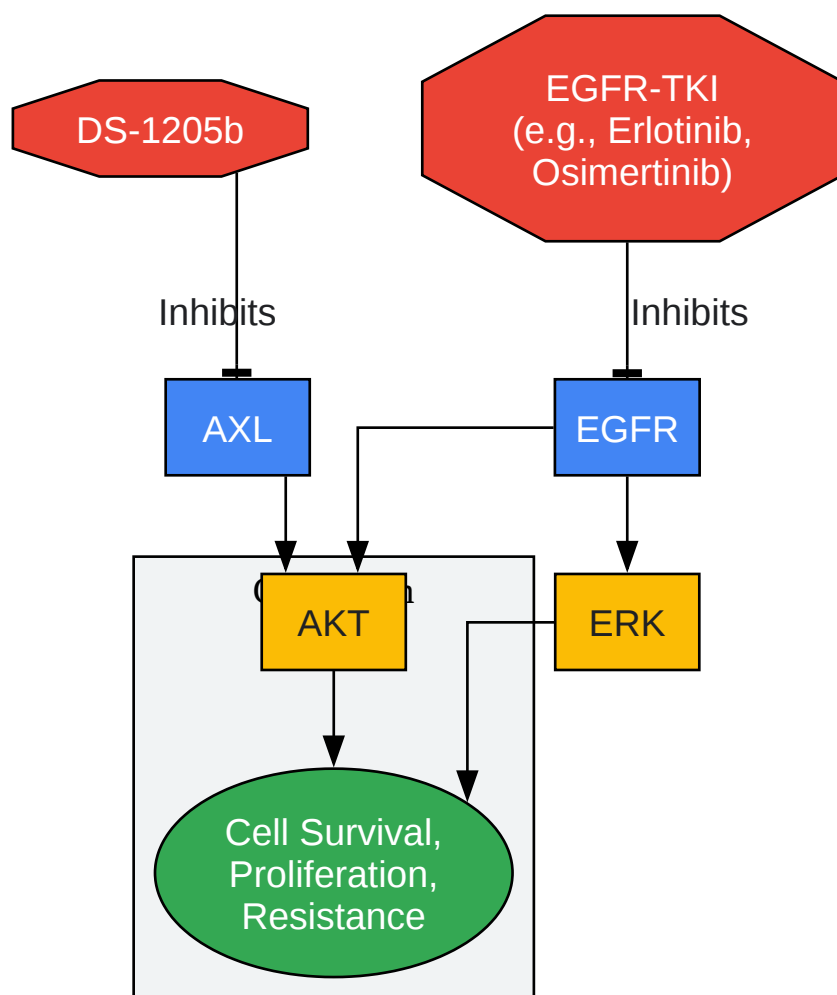 DS-1205b
EGFR-TKI
(e.g., Erlotinib,
Osimertinib)
Inhibits
Inhibits
AXL
EGFR
AKT
ERK
Cell Survival,
Proliferation,
Resistance